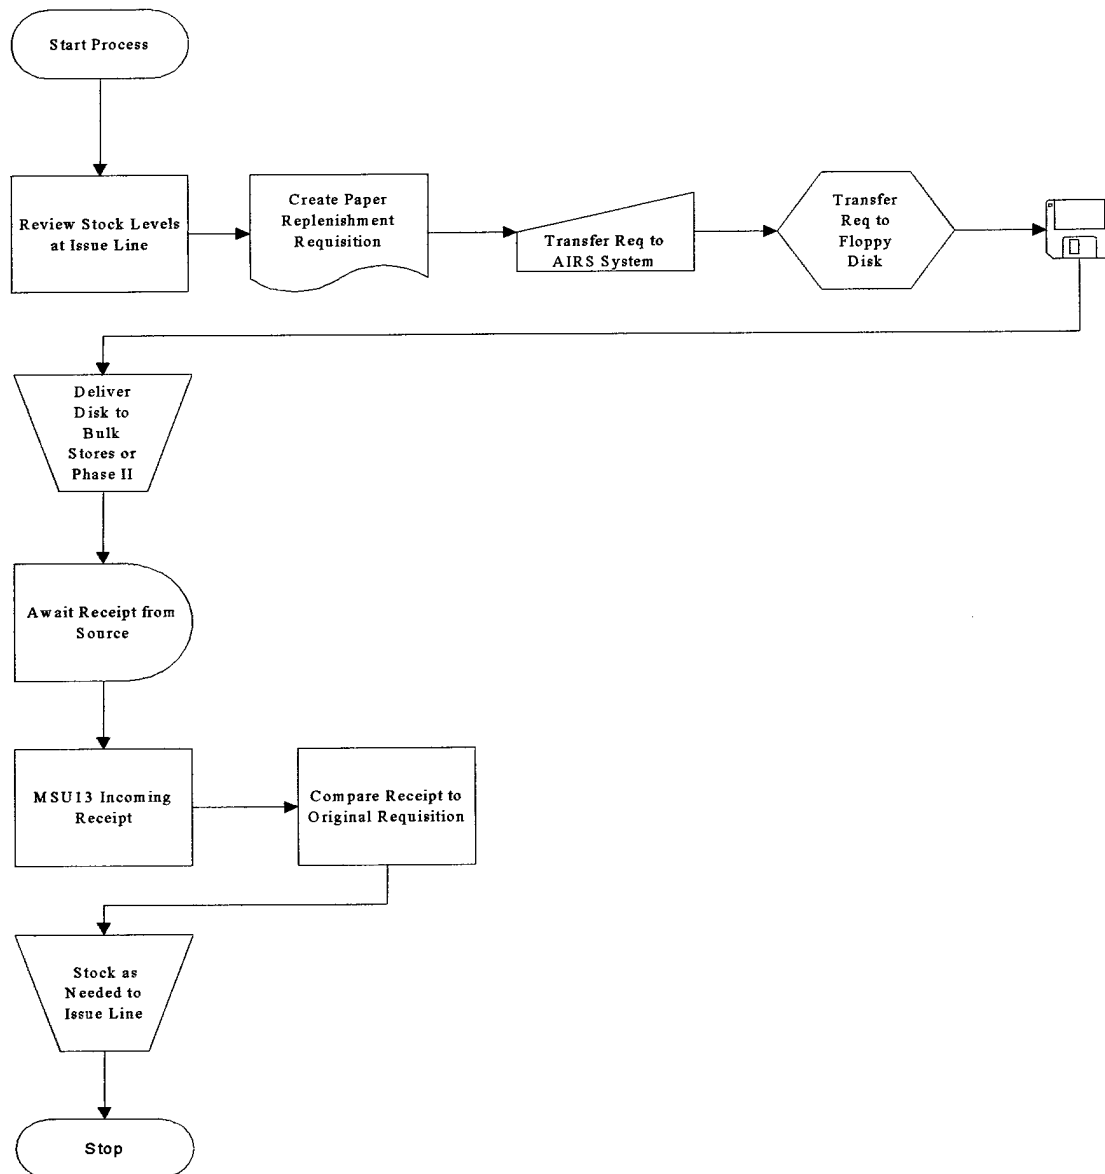 Start Process
Review Stock Levels
at Issue Line
Create Paper
Replenishment
Requisition
Transfer Req to
AIRS System
Transfer
Req to
Floppy
Disk
Deliver
Disk to
Bulk
Stores or
Phase II
Await Receipt from
Source
MSU13 Incoming
Receipt
Compare Receipt to
Original Requisition
Stock as
Needed to
Issue Line
Stop